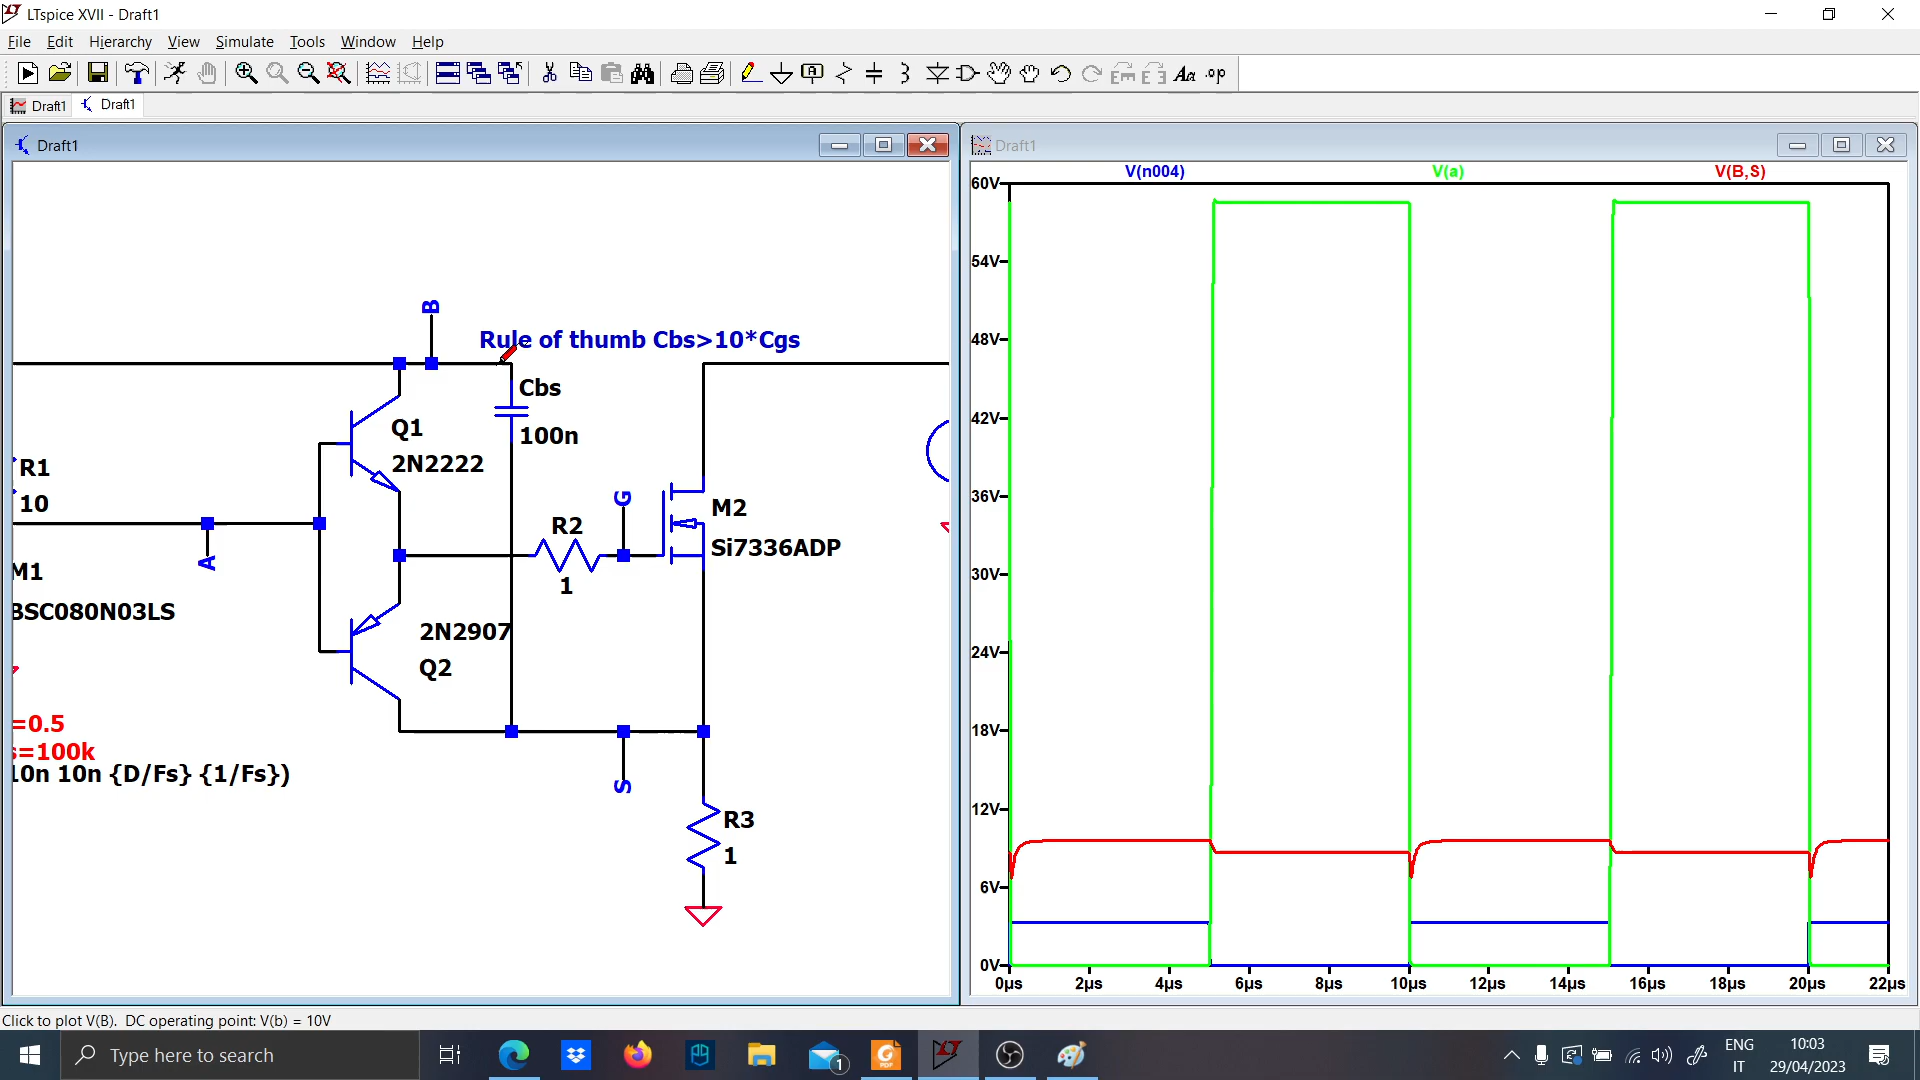 LTspice XVII - Draft1
File Edit Hierarchy View Simulate Tools Window Help
Draft1 Draft1
Draft1
B
Rule of thumb Cbs>10*Cgs
Cbs
100n
Q1
2N2222
R1
10
A
R2
1
G
M2
Si7336ADP
M1
BSC080N03LS
2N2907
Q2
=0.5
s=100k
10n 10n {D/Fs} {1/Fs})
S
R3
1
Draft1
V(n004) V(a) V(B,S)
60V
54V
48V
42V
36V
30V
24V
18V
12V
6V
0V
0µs 2µs 4µs 6µs 8µs 10µs 12µs 14µs 16µs 18µs 20µs 22µs
Click to plot V(B). DC operating point: V(b) = 10V
Type here to search
1
ENG
IT
10:03
29/04/2023